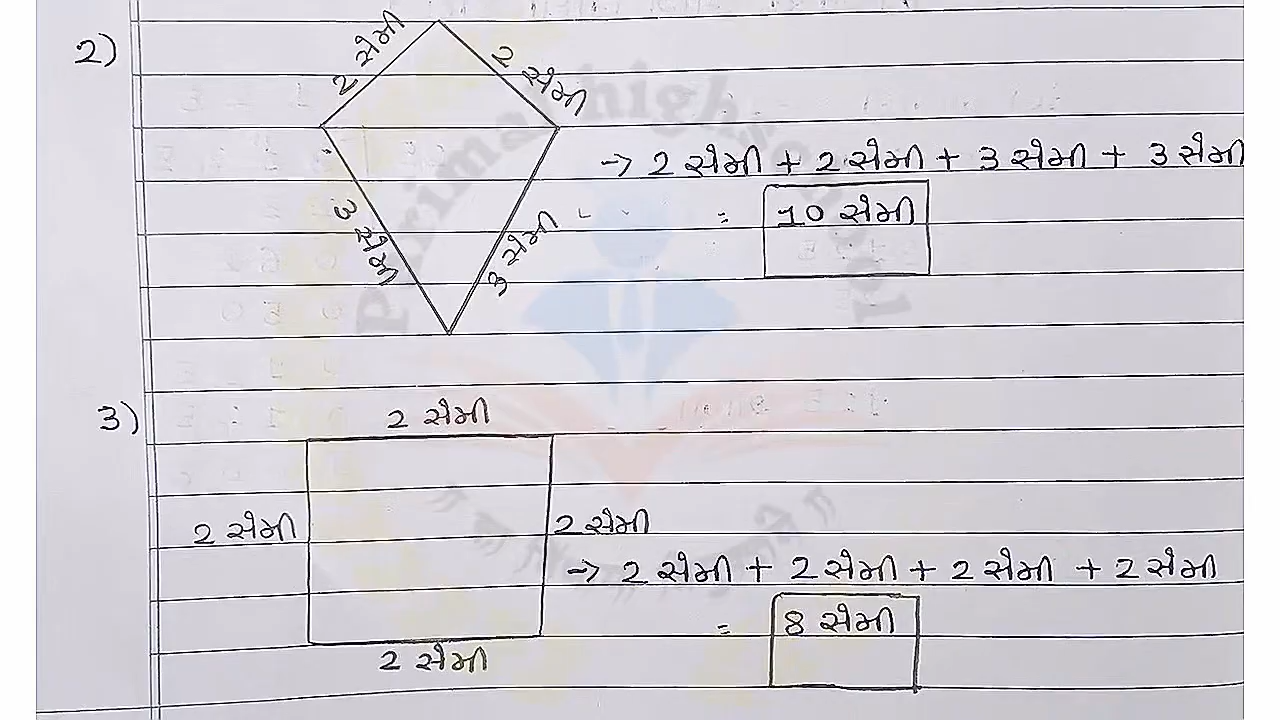 2)
2 સેમી
2 સેમી
3 સેમી
3 સેમી
→ 2 સેમી + 2 સેમી + 3 સેમી + 3 સેમી
= 10 સેમી
3)
2 સેમી
2 સેમી
2 સેમી
→ 2 સેમી + 2 સેમી + 2 સેમી + 2 સેમી
= 8 સેમી
2 સેમી